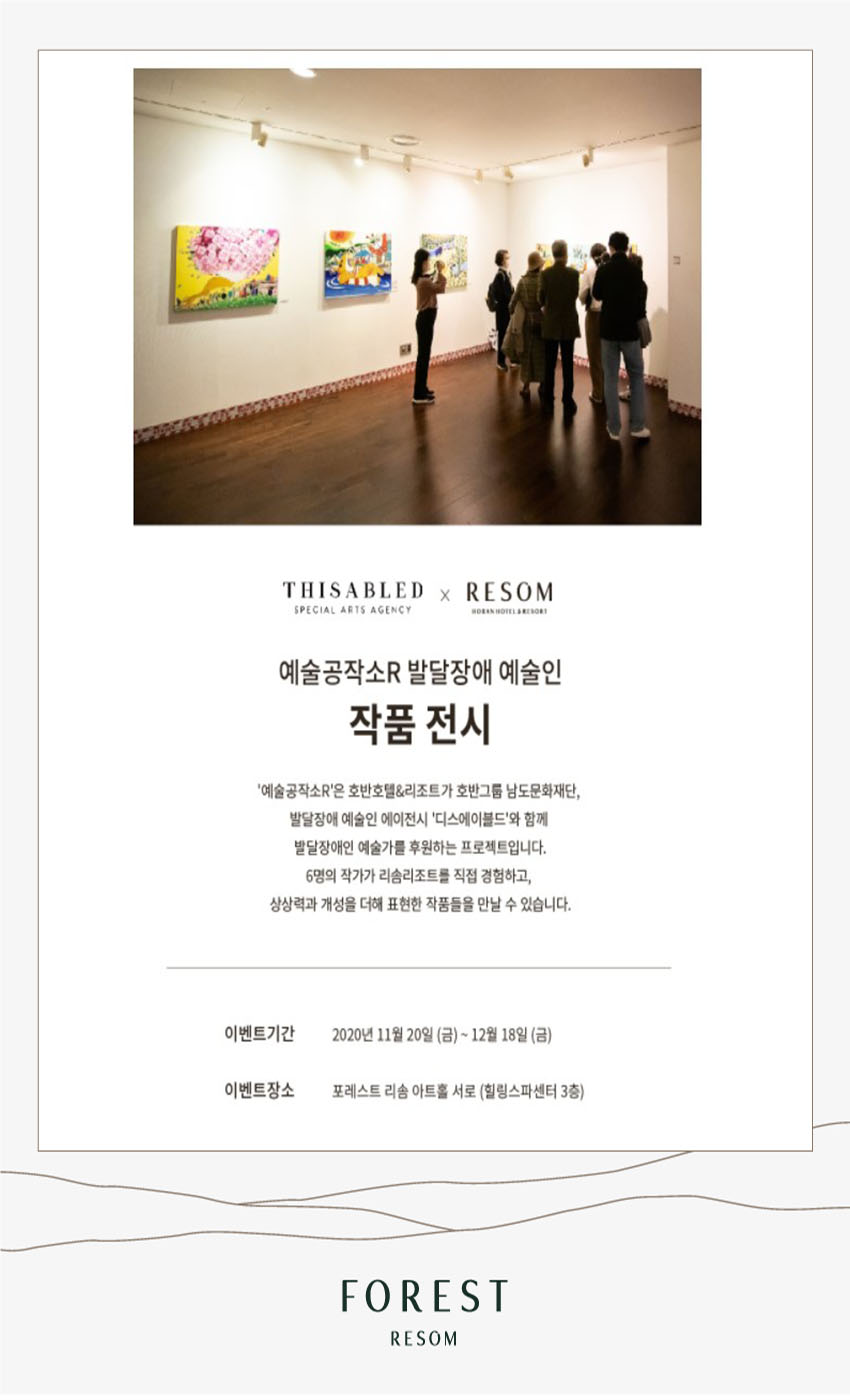 THISABLED x RESOM
SPECIAL ARTS AGENCY HOBAN HOTEL & RESORT
예술공작소R 발달장애 예술인
작품 전시
'예술공작소R'은 호반호텔&리조트가 호반그룹 남도문화재단,
발달장애 예술인 에이전시 '디스에이블드'와 함께
발달장애인 예술가를 후원하는 프로젝트입니다.
6명의 작가가 리솜리조트를 직접 경험하고,
상상력과 개성을 더해 표현한 작품들을 만날 수 있습니다.
이벤트기간 2020년 11월 20일 (금) ~ 12월 18일 (금)
이벤트장소 포레스트 리솜 아트홀 서로 (힐링스파센터 3층)
FOREST
RESOM